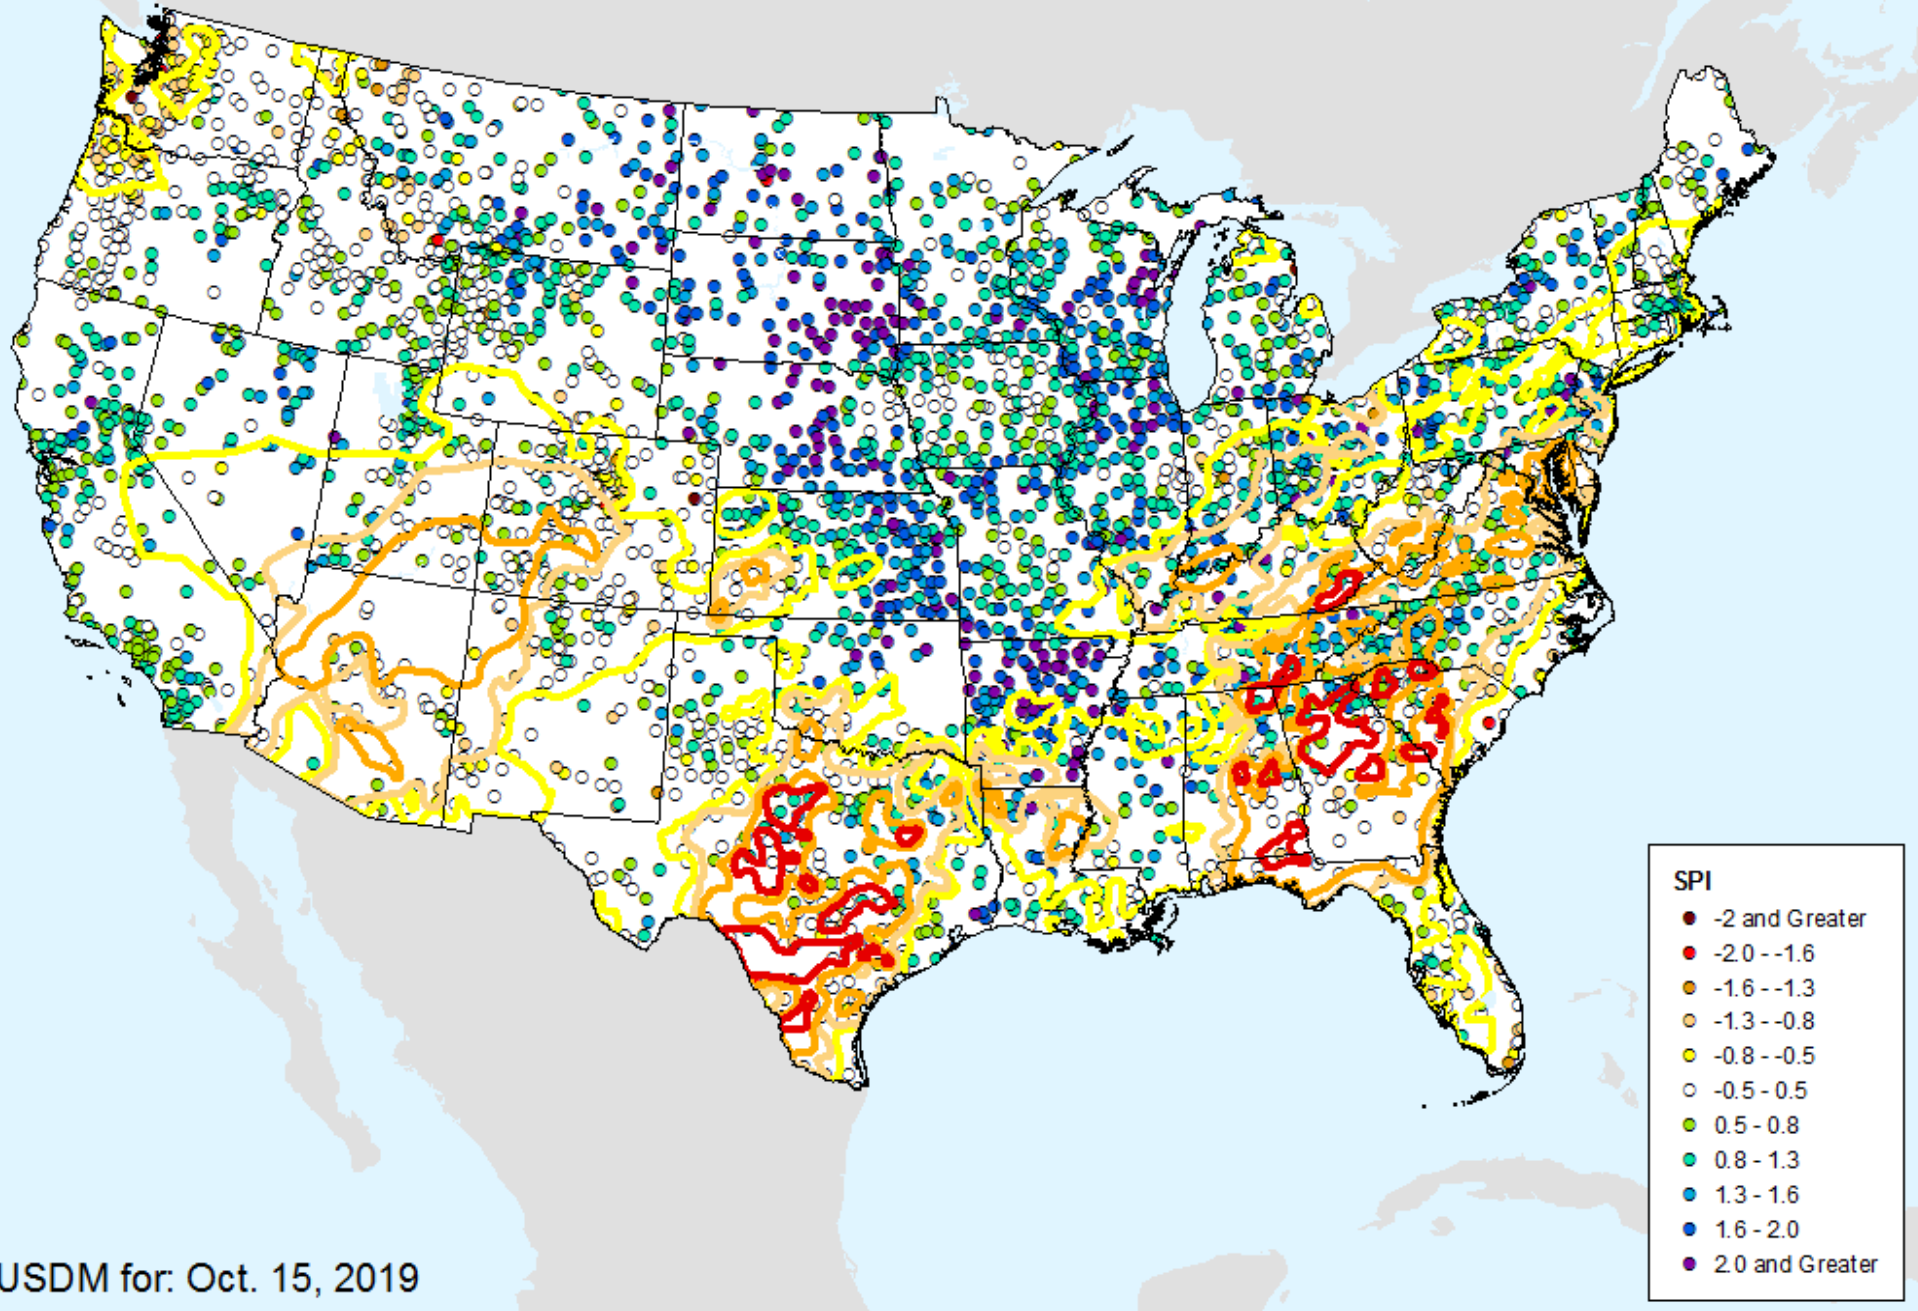 SPI
-2 and Greater
-2.0 - -1.6
-1.6 - -1.3
-1.3 - -0.8
-0.8 - -0.5
-0.5 - 0.5
0.5 - 0.8
0.8 - 1.3
1.3 - 1.6
1.6 - 2.0
2.0 and Greater
USDM for: Oct. 15, 2019